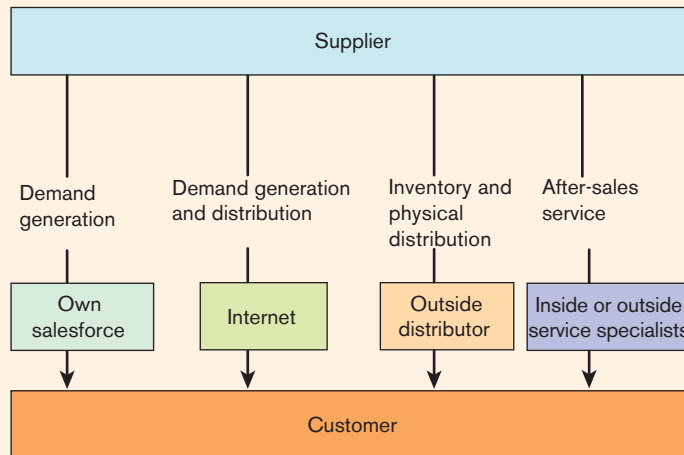 Supplier
Demand
generation
Demand generation
and distribution
Inventory and
physical
distribution
After-sales
service
Own
salesforce
Internet
Outside
distributor
Inside or outside
service specialists
Customer